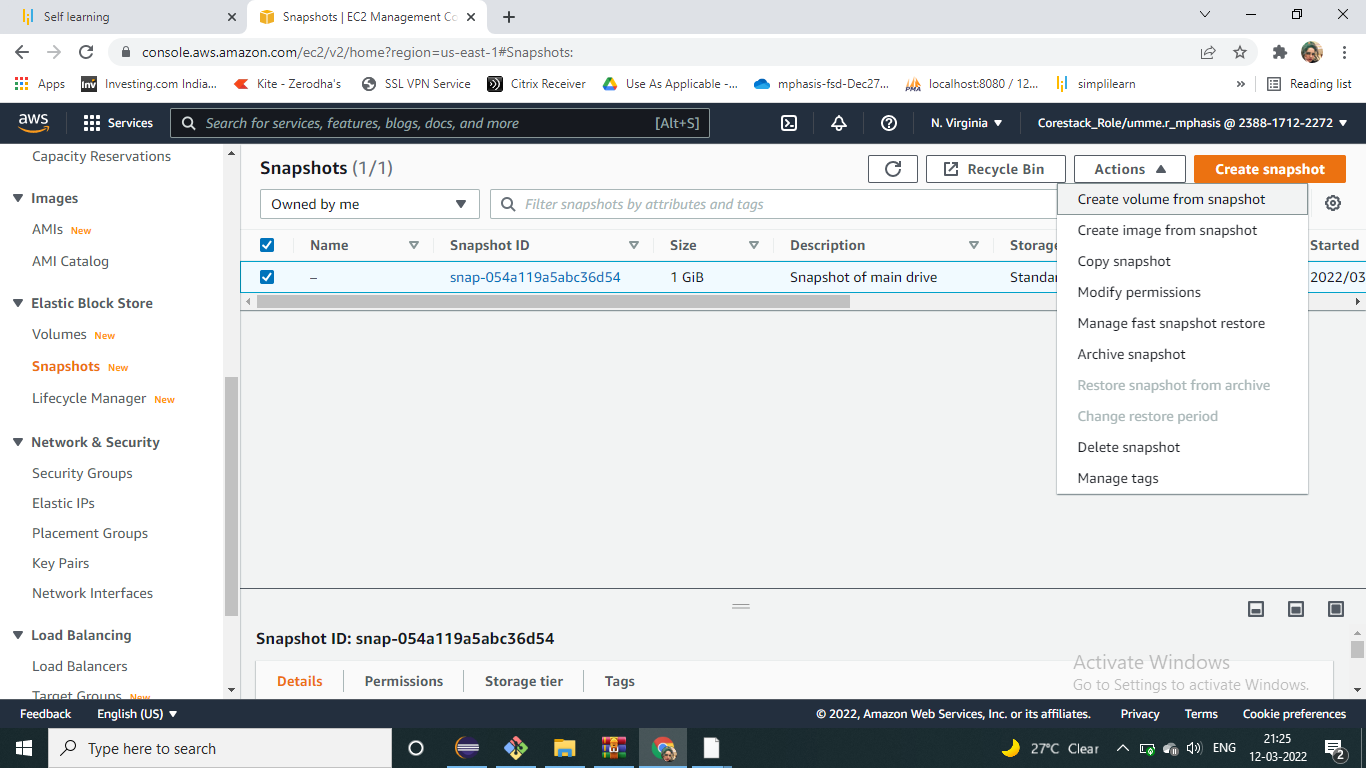 Self learning
Snapshots | EC2 Management Co
console.aws.amazon.com/ec2/v2/home?region=us-east-1#Snapshots:
Apps
inv Investing.com India...
Kite - Zerodha's
SSL VPN Service
Citrix Receiver
Use As Applicable -...
mphasis-fsd-Dec27...
localhost:8080 / 12...
simplilearn
»
Reading list
aws
Services
Search for services, features, blogs, docs, and more [Alt+S]
N. Virginia
Corestack_Role/umme.r_mphasis @ 2388-1712-2272
Capacity Reservations
Images
AMIs New
AMI Catalog
Elastic Block Store
Volumes New
Snapshots New
Lifecycle Manager New
Network & Security
Security Groups
Elastic IPs
Placement Groups
Key Pairs
Network Interfaces
Load Balancing
Load Balancers
Target Groups New
Snapshots (1/1)
Recycle Bin
Actions
Create snapshot
Owned by me
Filter snapshots by attributes and tags
Name Snapshot ID Size Description Storage Started
– snap-054a119a5abc36d54 1 GiB Snapshot of main drive Standar 2022/03
Create volume from snapshot
Create image from snapshot
Copy snapshot
Modify permissions
Manage fast snapshot restore
Archive snapshot
Restore snapshot from archive
Change restore period
Delete snapshot
Manage tags
Snapshot ID: snap-054a119a5abc36d54
Details
Permissions
Storage tier
Tags
Activate Windows
Go to Settings to activate Windows.
Feedback
English (US)
© 2022, Amazon Web Services, Inc. or its affiliates.
Privacy
Terms
Cookie preferences
Type here to search
27°C Clear
ENG
21:25
12-03-2022
2